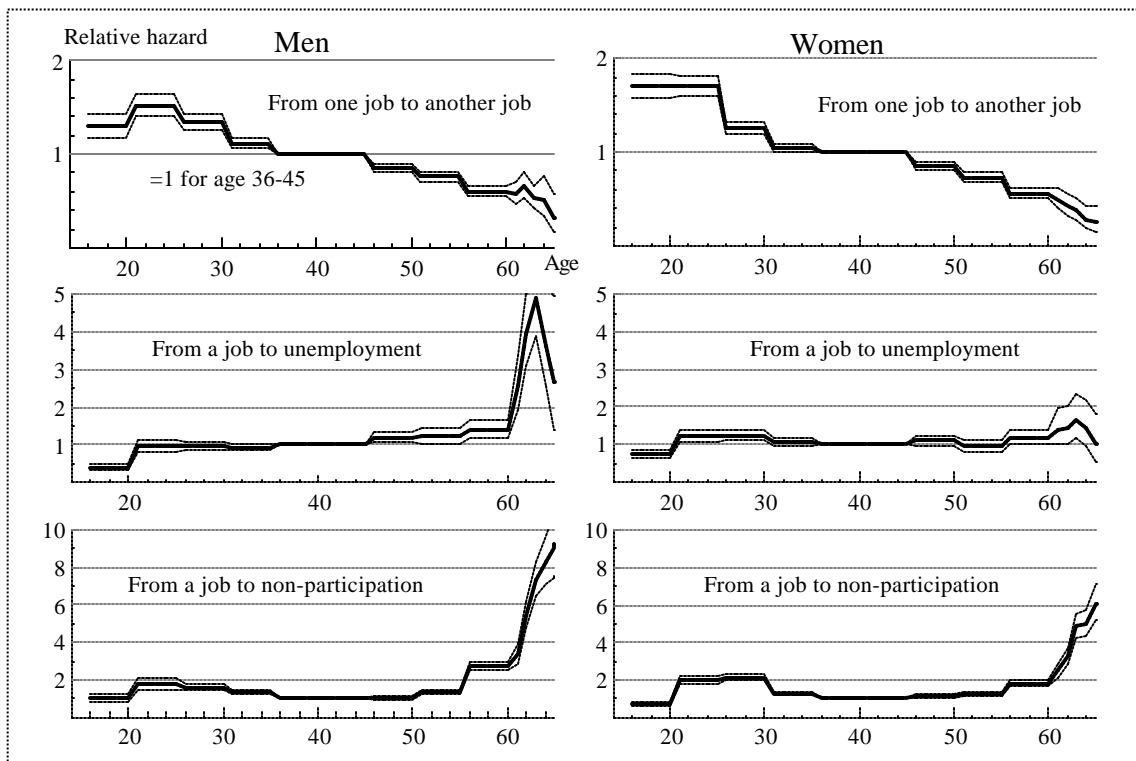 Relative hazard
Men
Women
2
From one job to another job
1
=1 for age 36-45
20 30 40 50 60 Age
2
From one job to another job
1
20 30 40 50 60
5
4
From a job to unemployment
3
2
1
20 40 60
5
4
From a job to unemployment
3
2
1
20 30 40 50 60
10
8
From a job to non-participation
6
4
2
20 30 40 50 60
10
8
From a job to non-participation
6
4
2
20 30 40 50 60